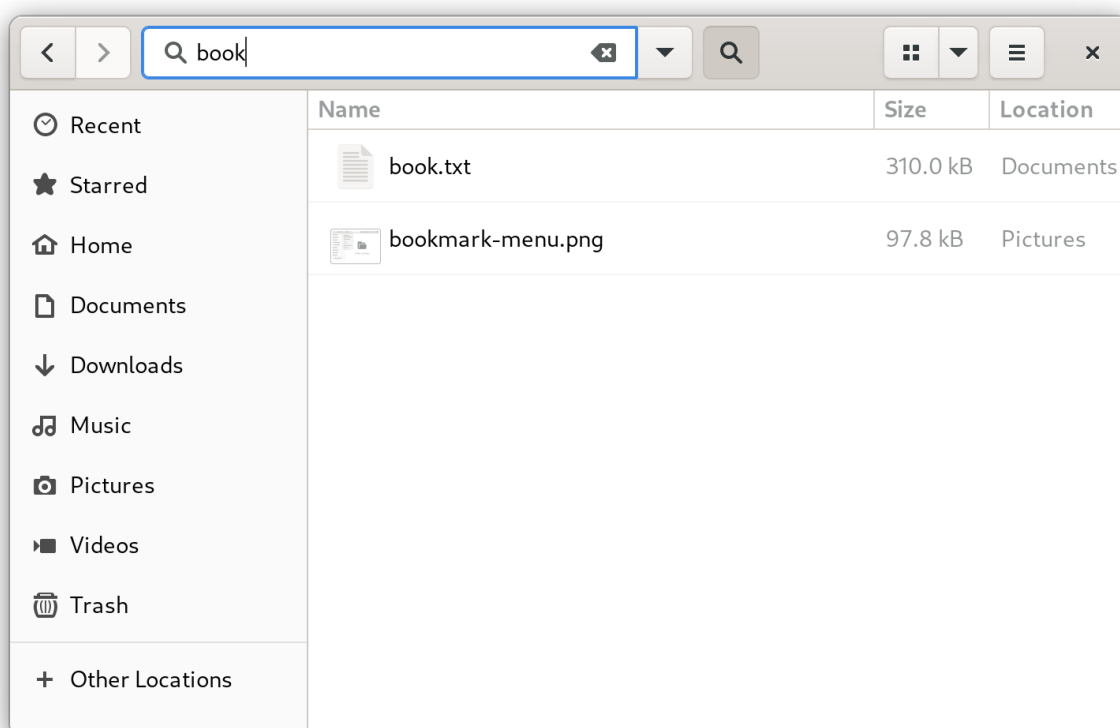 book
Recent
Starred
Home
Documents
Downloads
Music
Pictures
Videos
Trash
Other Locations
Name Size Location
book.txt 310.0 kB Documents
bookmark-menu.png 97.8 kB Pictures